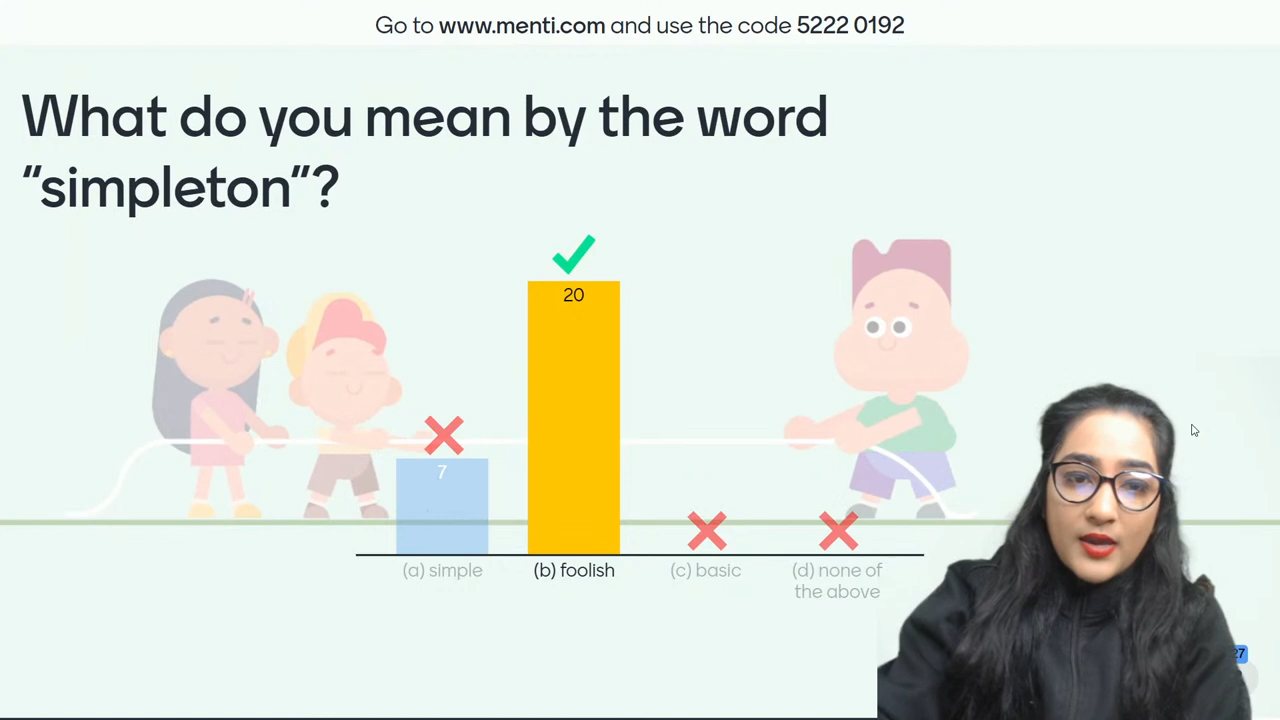 Go to www.menti.com and use the code 5222 0192
What do you mean by the word
“simpleton”?
20
7
(a) simple
(b) foolish
(c) basic
(d) none of
the above
27